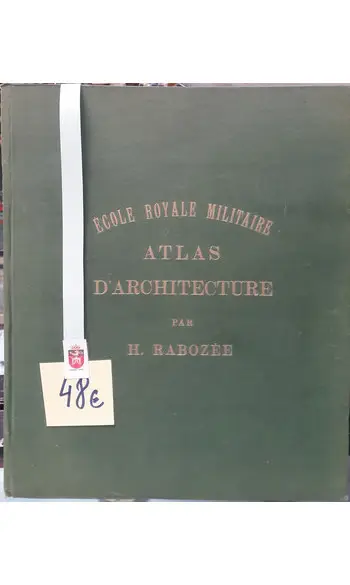 ECOLE ROYALE MILITAIRE
ATLAS
D'ARCHITECTURE
PAR
H. RABOZÉE
48€